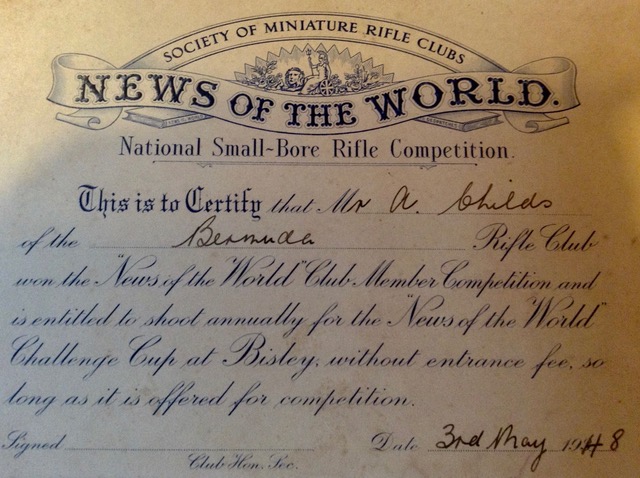 SOCIETY OF MINIATURE RIFLE CLUBS
NEWS OF THE WORLD.
National Small-Bore Rifle Competition.
This is to Certify that Mr A. Childs
of the Bermuda Rifle Club
won the "News of the World" Club Member Competition and
is entitled to shoot annually for the "News of the World"
Challenge Cup at Bisley, without entrance fee, so
long as it is offered for competition.
Signed Date 3rd May 1948
Club Hon. Sec.